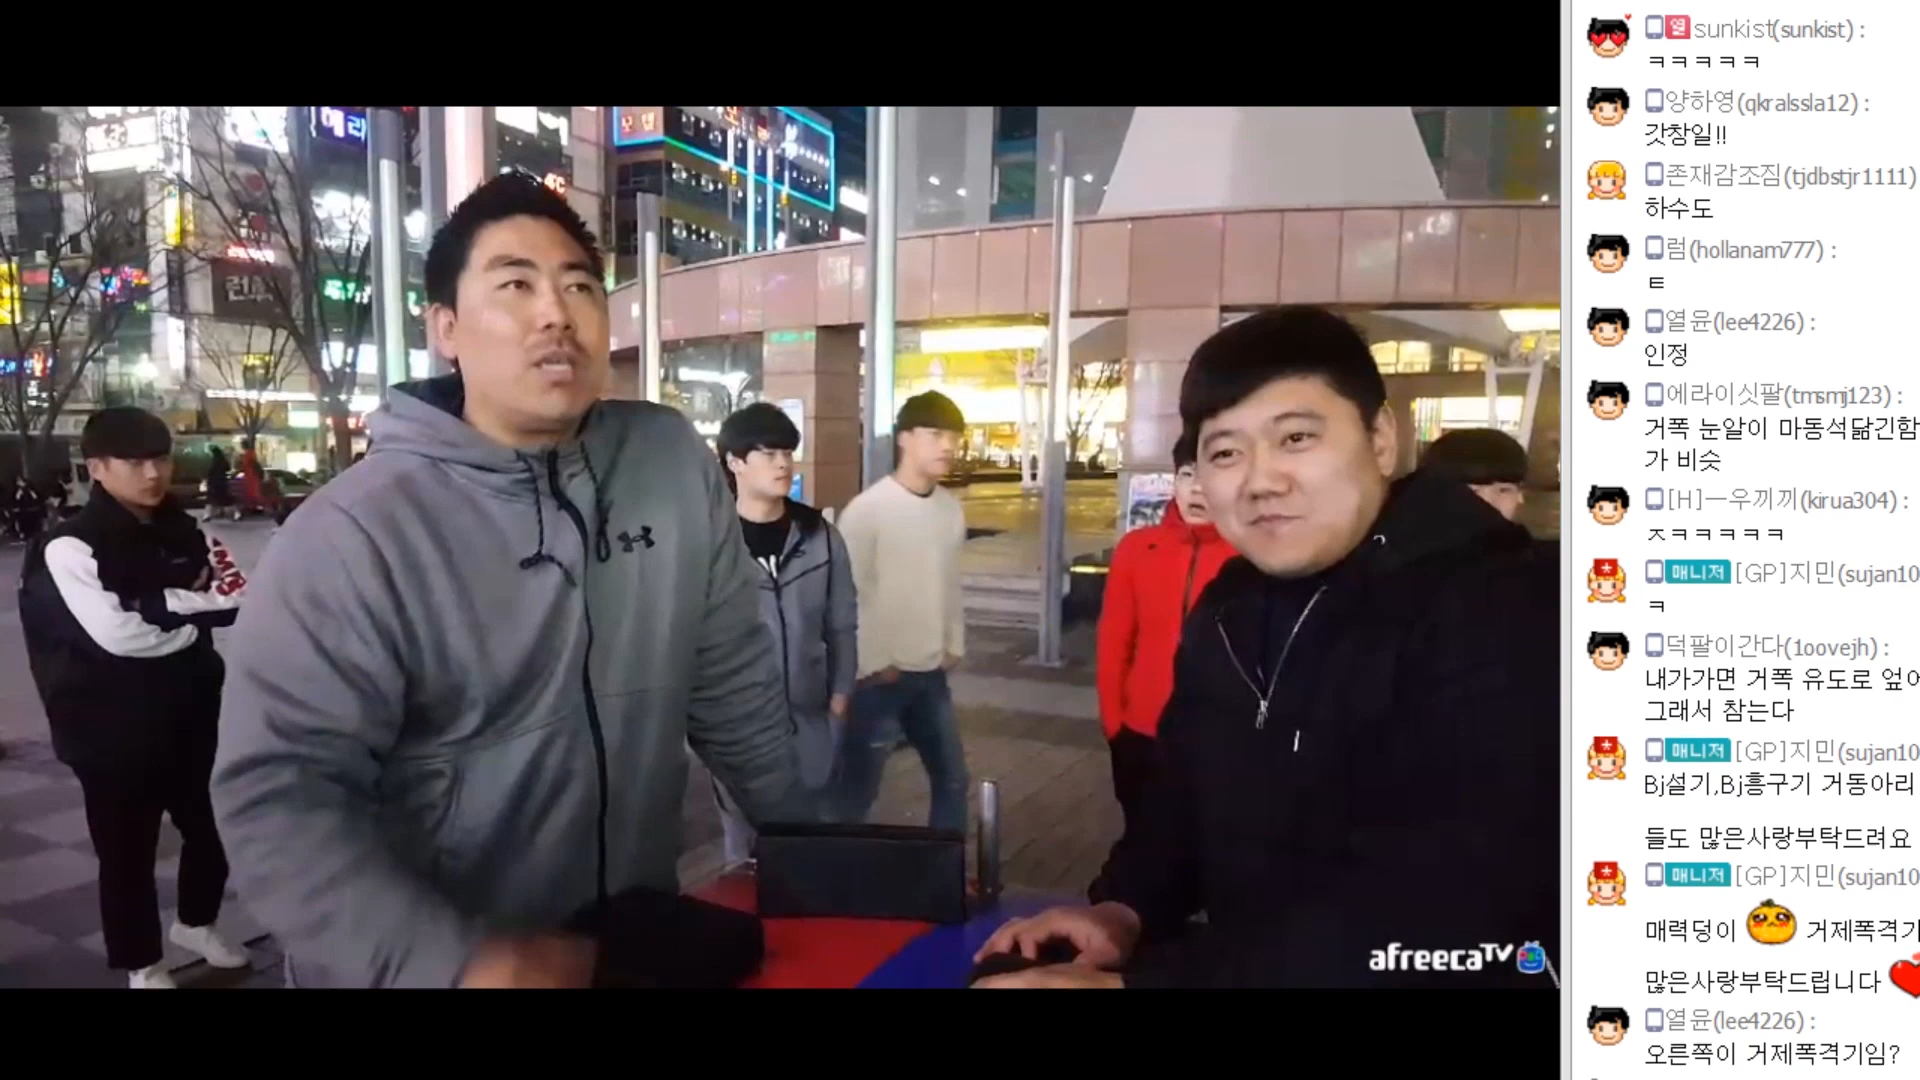 모텔
afreecaTV
열 sunkist(sunkist) :
ㅋㅋㅋㅋㅋ
양하영(qkralssla12) :
갓창일!!
존재감조짐(tjdbstjr1111)
하수도
럼(hollanam777) :
ㅌ
열윤(lee4226) :
인정
에라이싯팔(tmsmj123) :
거폭 눈알이 마동석닮긴함
가 비슷
[H]ㅡ우끼끼(kirua304) :
ㅈㅋㅋㅋㅋㅋ
매니저 [GP]지민(sujan10
ㅋ
덕팔이간다(1oovejh) :
내가가면 거폭 유도로 엎어
그래서 참는다
매니저 [GP]지민(sujan10
Bj설기,Bj흥구기 거동아리
들도 많은사랑부탁드려요
매니저 [GP]지민(sujan10
매력덩이 거제폭격기
많은사랑부탁드립니다
열윤(lee4226) :
오른쪽이 거제폭격기임?